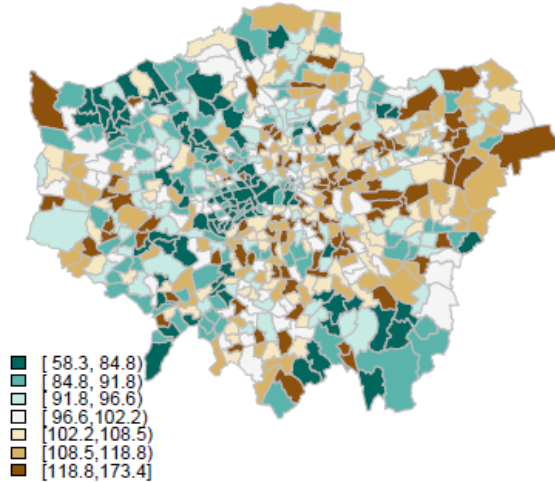 [ 58.3, 84.8)
[ 84.8, 91.8)
[ 91.8, 96.6)
[ 96.6,102.2)
[102.2,108.5)
[108.5,118.8)
[118.8,173.4]